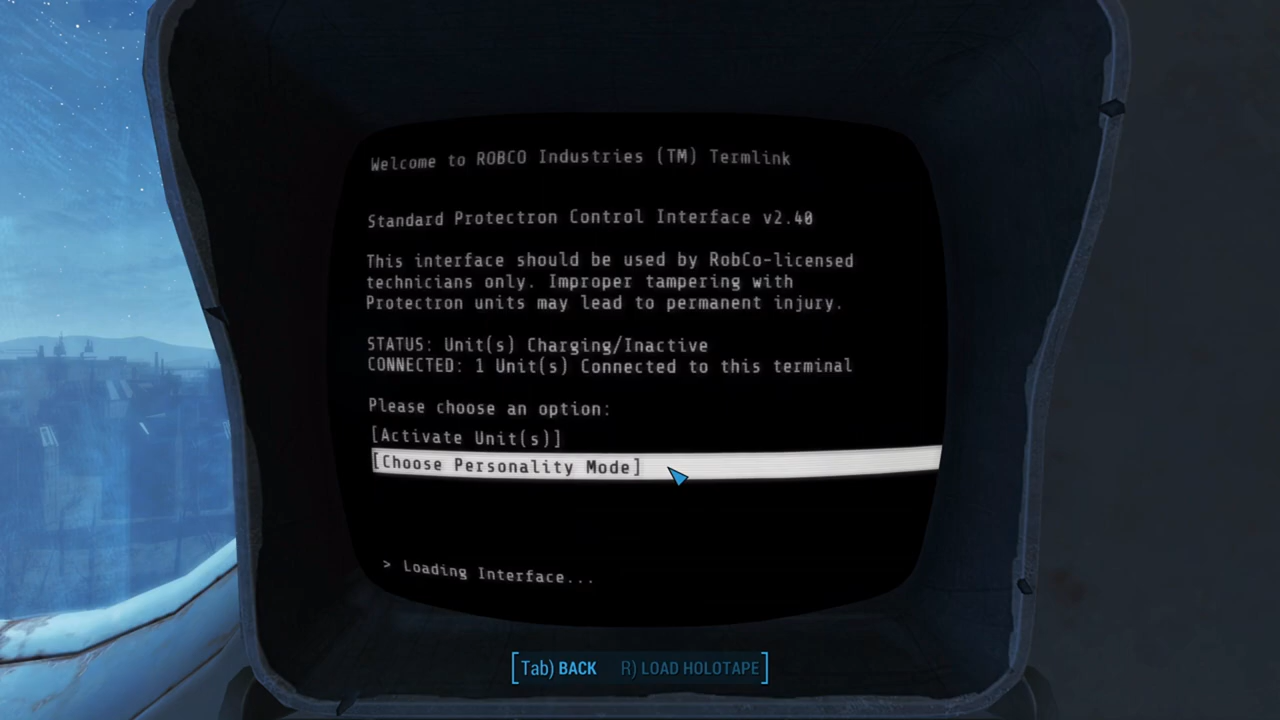 Welcome to ROBCO Industries (TM) Termlink
Standard Protectron Control Interface v2.40
This interface should be used by RobCo-licensed
technicians only. Improper tampering with
Protectron units may lead to permanent injury.
STATUS: Unit(s) Charging/Inactive
CONNECTED: 1 Unit(s) Connected to this terminal
Please choose an option:
[Activate Unit(s)]
[Choose Personality Mode]
> Loading Interface...
[Tab) BACK R) LOAD HOLOTAPE]